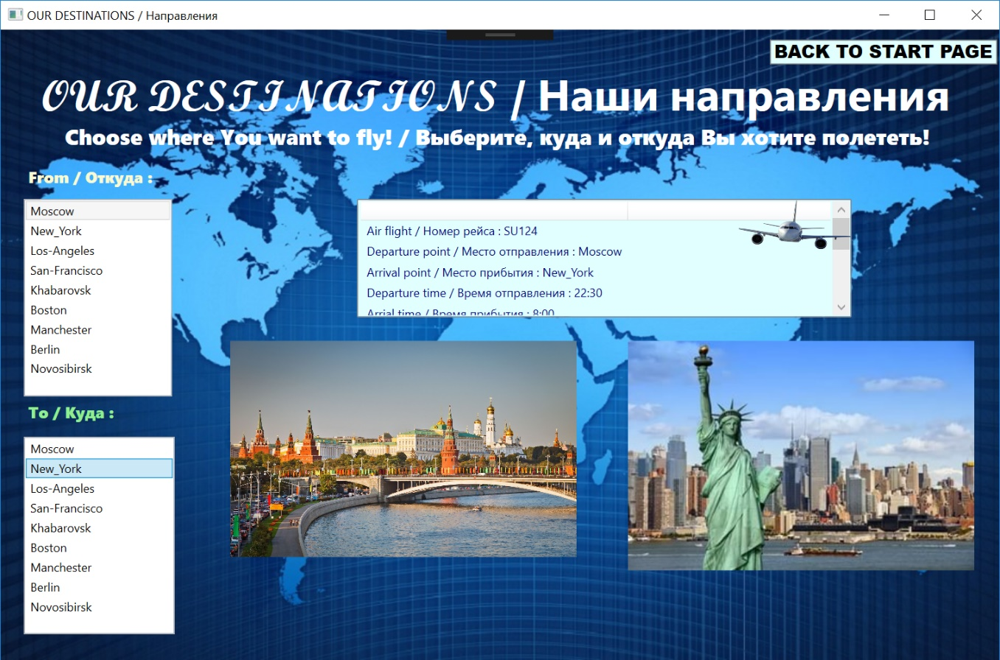 OUR DESTINATIONS / Направления
BACK TO START PAGE
OUR DESTINATIONS / Наши направления
Choose where You want to fly! / Выберите, куда и откуда Вы хотите полететь!
From / Откуда :
Moscow
New_York
Los-Angeles
San-Francisco
Khabarovsk
Boston
Manchester
Berlin
Novosibirsk
Air flight / Номер рейса : SU124
Departure point / Место отправления : Moscow
Arrival point / Место прибытия : New_York
Departure time / Время отправления : 22:30
Arrial time / Время прибытия : 8:00
To / Куда :
Moscow
New_York
Los-Angeles
San-Francisco
Khabarovsk
Boston
Manchester
Berlin
Novosibirsk